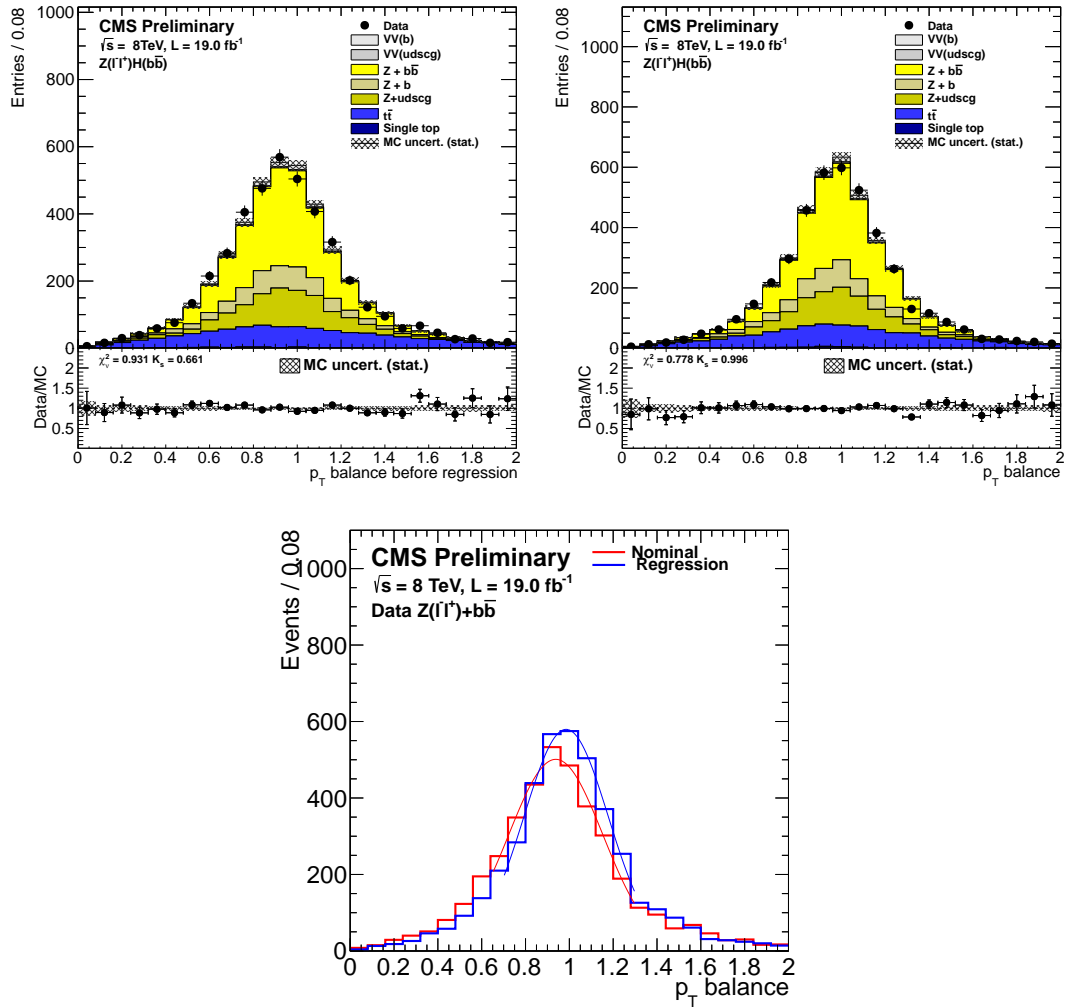 CMS Preliminary
√s = 8TeV, L = 19.0 fb⁻¹
Z(l⁻l⁺)H(bb̅)
Data
VV(b)
VV(udscg)
Z + bb̅
Z + b
Z+udscg
tt̅
Single top
MC uncert. (stat.)
Entries / 0.08
1000
800
600
400
200
0
χ²ᵥ = 0.931 Kₛ = 0.661
MC uncert. (stat.)
Data/MC
2
1.5
1
0.5
0 0.2 0.4 0.6 0.8 1 1.2 1.4 1.6 1.8 2
p_T balance before regression
CMS Preliminary
√s = 8TeV, L = 19.0 fb⁻¹
Z(l⁻l⁺)H(bb̅)
Data
VV(b)
VV(udscg)
Z + bb̅
Z + b
Z+udscg
tt̅
Single top
MC uncert. (stat.)
Entries / 0.08
1000
800
600
400
200
0
χ²ᵥ = 0.778 Kₛ = 0.996
MC uncert. (stat.)
Data/MC
2
1.5
1
0.5
0 0.2 0.4 0.6 0.8 1 1.2 1.4 1.6 1.8 2
p_T balance
CMS Preliminary
√s = 8 TeV, L = 19.0 fb⁻¹
Data Z(l⁻l⁺)+bb̅
Nominal
Regression
Events / 0.08
1000
800
600
400
200
0
0 0.2 0.4 0.6 0.8 1 1.2 1.4 1.6 1.8 2
p_T balance